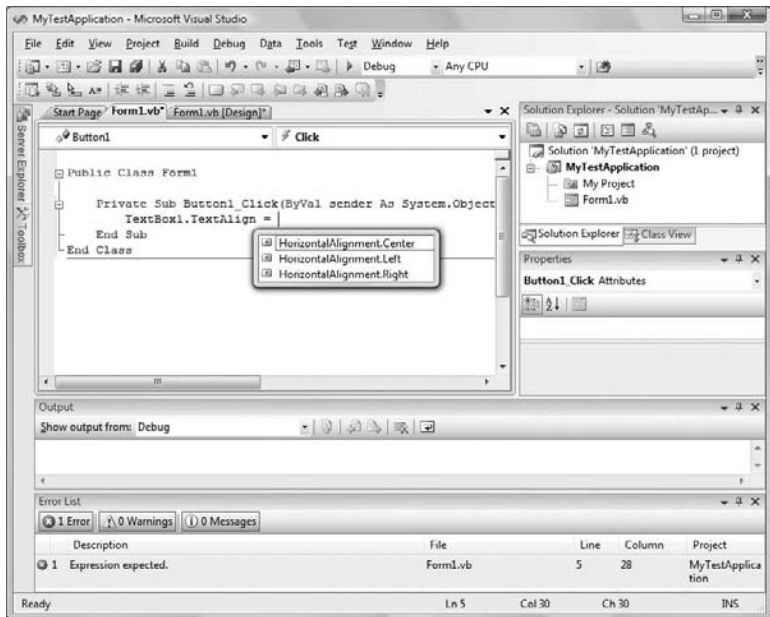 MyTestApplication - Microsoft Visual Studio
File Edit View Project Build Debug Data Tools Test Window Help
Debug Any CPU
Start Page Form1.vb* Form1.vb [Design]*
Button1 Click
Public Class Form1
Private Sub Button1_Click(ByVal sender As System.Object
TextBox1.TextAlign =
End Sub
End Class
HorizontalAlignment.Center
HorizontalAlignment.Left
HorizontalAlignment.Right
Server Explorer
Toolbox
Solution Explorer - Solution 'MyTestAp...
Solution 'MyTestApplication' (1 project)
MyTestApplication
My Project
Form1.vb
Solution Explorer Class View
Properties
Button1_Click Attributes
Output
Show output from: Debug
Error List
1 Error 0 Warnings 0 Messages
Description File Line Column Project
1 Expression expected. Form1.vb 5 28 MyTestApplica
tion
Ready Ln 5 Col 30 Ch 30 INS